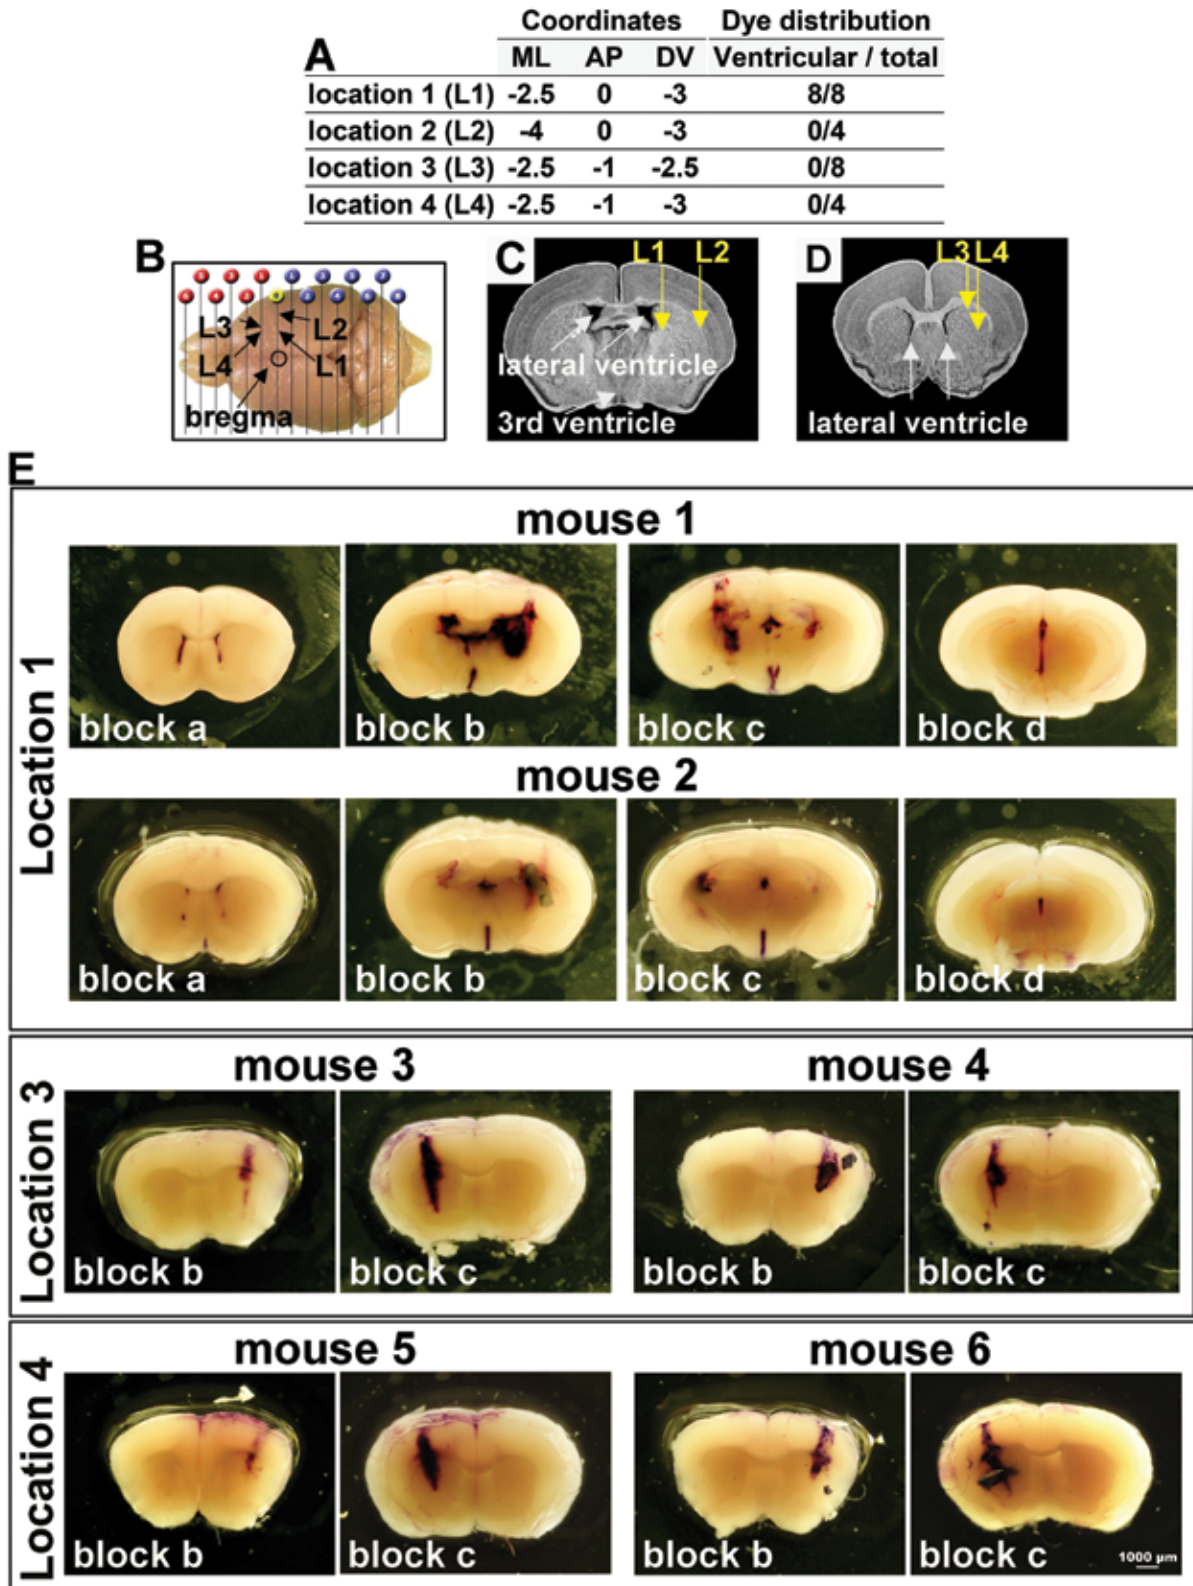 Coordinates Dye distribution
A ML AP DV Ventricular / total
location 1 (L1) -2.5 0 -3 8/8
location 2 (L2) -4 0 -3 0/4
location 3 (L3) -2.5 -1 -2.5 0/8
location 4 (L4) -2.5 -1 -3 0/4
B
L3 L2
L4 L1
bregma
C
L1 L2
lateral ventricle
3rd ventricle
D
L3 L4
lateral ventricle
E
Location 1
mouse 1
block a block b block c block d
mouse 2
block a block b block c block d
Location 3
mouse 3 mouse 4
block b block c block b block c
Location 4
mouse 5 mouse 6
block b block c block b block c
1000 µm